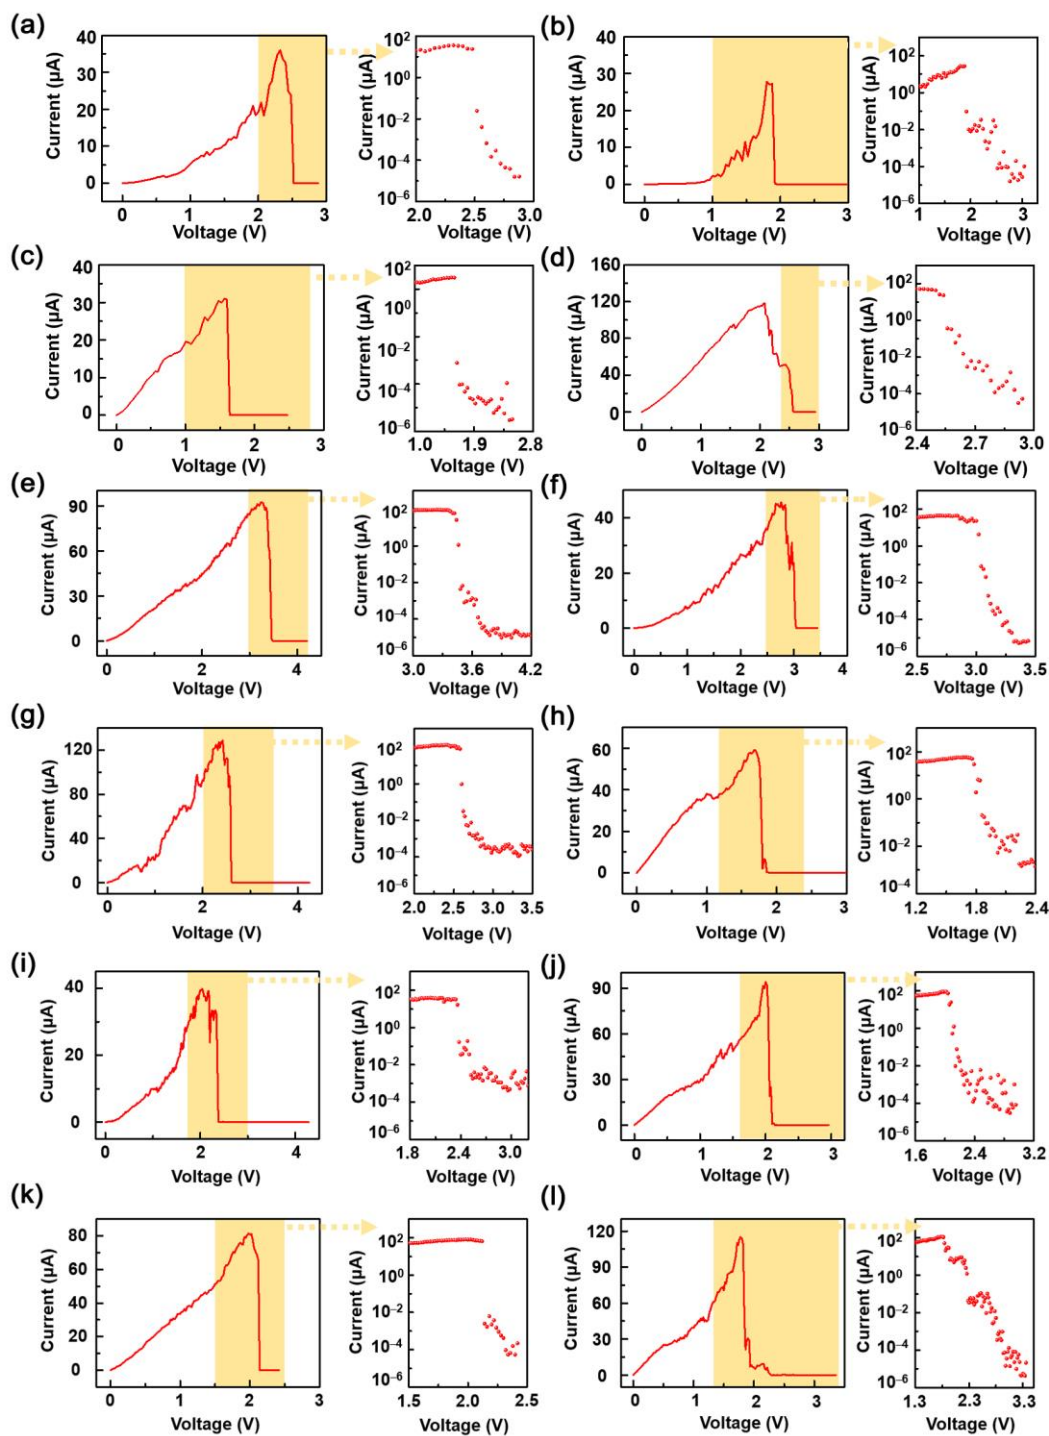 (a)
Current (µA)
40
30
20
10
0
0 1 2 3
Voltage (V)
Current (µA)
10²
10⁰
10⁻²
10⁻⁴
10⁻⁶
2.0 2.5 3.0
Voltage (V)
(b)
Current (µA)
40
30
20
10
0
0 1 2 3
Voltage (V)
Current (µA)
10²
10⁰
10⁻²
10⁻⁴
10⁻⁶
1 2 3
Voltage (V)
(c)
Current (µA)
40
30
20
10
0
0 1 2 3
Voltage (V)
Current (µA)
10²
10⁰
10⁻²
10⁻⁴
10⁻⁶
1.0 1.9 2.8
Voltage (V)
(d)
Current (µA)
160
120
80
40
0
0 1 2 3
Voltage (V)
Current (µA)
10²
10⁰
10⁻²
10⁻⁴
10⁻⁶
2.4 2.7 3.0
Voltage (V)
(e)
Current (µA)
90
60
30
0
0 2 4
Voltage (V)
Current (µA)
10²
10⁰
10⁻²
10⁻⁴
10⁻⁶
3.0 3.6 4.2
Voltage (V)
(f)
Current (µA)
40
20
0
0 1 2 3 4
Voltage (V)
Current (µA)
10²
10⁰
10⁻²
10⁻⁴
10⁻⁶
2.5 3.0 3.5
Voltage (V)
(g)
Current (µA)
120
80
40
0
0 2 4
Voltage (V)
Current (µA)
10²
10⁰
10⁻²
10⁻⁴
10⁻⁶
2.0 2.5 3.0 3.5
Voltage (V)
(h)
Current (µA)
60
40
20
0
0 1 2 3
Voltage (V)
Current (µA)
10²
10⁰
10⁻²
10⁻⁴
1.2 1.8 2.4
Voltage (V)
(i)
Current (µA)
40
20
0
0 2 4
Voltage (V)
Current (µA)
10²
10⁰
10⁻²
10⁻⁴
10⁻⁶
1.8 2.4 3.0
Voltage (V)
(j)
Current (µA)
90
60
30
0
0 1 2 3
Voltage (V)
Current (µA)
10²
10⁰
10⁻²
10⁻⁴
10⁻⁶
1.6 2.4 3.2
Voltage (V)
(k)
Current (µA)
80
60
40
20
0
0 1 2 3
Voltage (V)
Current (µA)
10²
10⁰
10⁻²
10⁻⁴
10⁻⁶
1.5 2.0 2.5
Voltage (V)
(l)
Current (µA)
120
90
60
30
0
0 1 2 3
Voltage (V)
Current (µA)
10²
10⁰
10⁻²
10⁻⁴
10⁻⁶
1.3 2.3 3.3
Voltage (V)